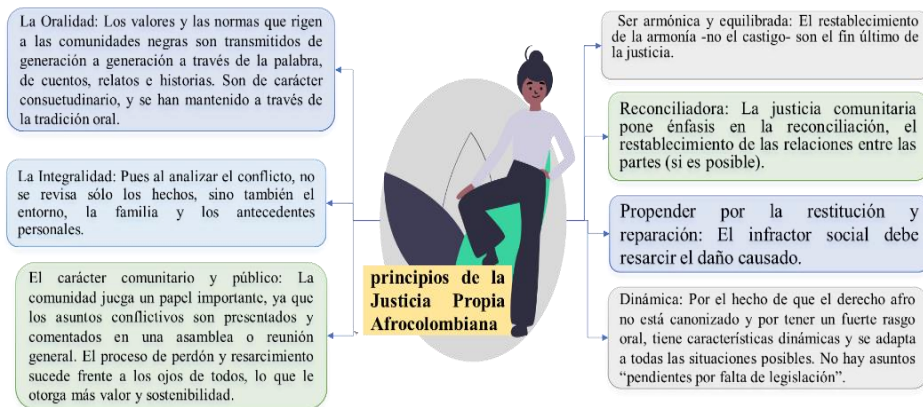 La Oralidad: Los valores y las normas que rigen
a las comunidades negras son transmitidos de
generación a generación a través de la palabra,
de cuentos, relatos e historias. Son de carácter
consuetudinario, y se han mantenido a través de
la tradición oral.
La Integralidad: Pues al analizar el conflicto, no
se revisa sólo los hechos, sino también el
entorno, la familia y los antecedentes
personales.
El carácter comunitario y público: La
comunidad juega un papel importante, ya que
los asuntos conflictivos son presentados y
comentados en una asamblea o reunión
general. El proceso de perdón y resarcimiento
sucede frente a los ojos de todos, lo que le
otorga más valor y sostenibilidad.
principios de la
Justicia Propia
Afrocolombiana
Ser armónica y equilibrada: El restablecimiento
de la armonía -no el castigo- son el fin último de
la justicia.
Reconciliadora: La justicia comunitaria
pone énfasis en la reconciliación, el
restablecimiento de las relaciones entre las
partes (si es posible).
Propender por la restitución y
reparación: El infractor social debe
resarcir el daño causado.
Dinámica: Por el hecho de que el derecho afro
no está canonizado y por tener un fuerte rasgo
oral, tiene características dinámicas y se adapta
a todas las situaciones posibles. No hay asuntos
“pendientes por falta de legislación”.